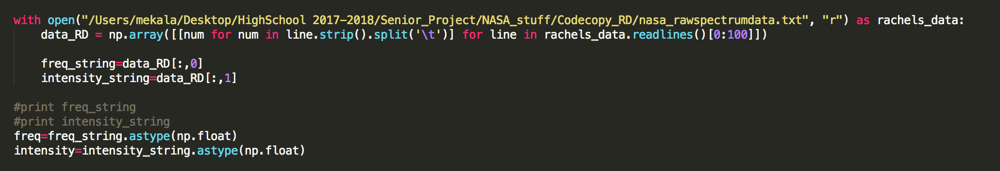 with open("/Users/mekala/Desktop/HighSchool 2017-2018/Senior_Project/NASA_stuff/Codecopy_RD/nasa_rawspectrumdata.txt", "r") as rachels_data:
    data_RD = np.array([[num for num in line.strip().split('\t')] for line in rachels_data.readlines()[0:100]])

    freq_string=data_RD[:,0]
    intensity_string=data_RD[:,1]

#print freq_string
#print intensity_string
freq=freq_string.astype(np.float)
intensity=intensity_string.astype(np.float)